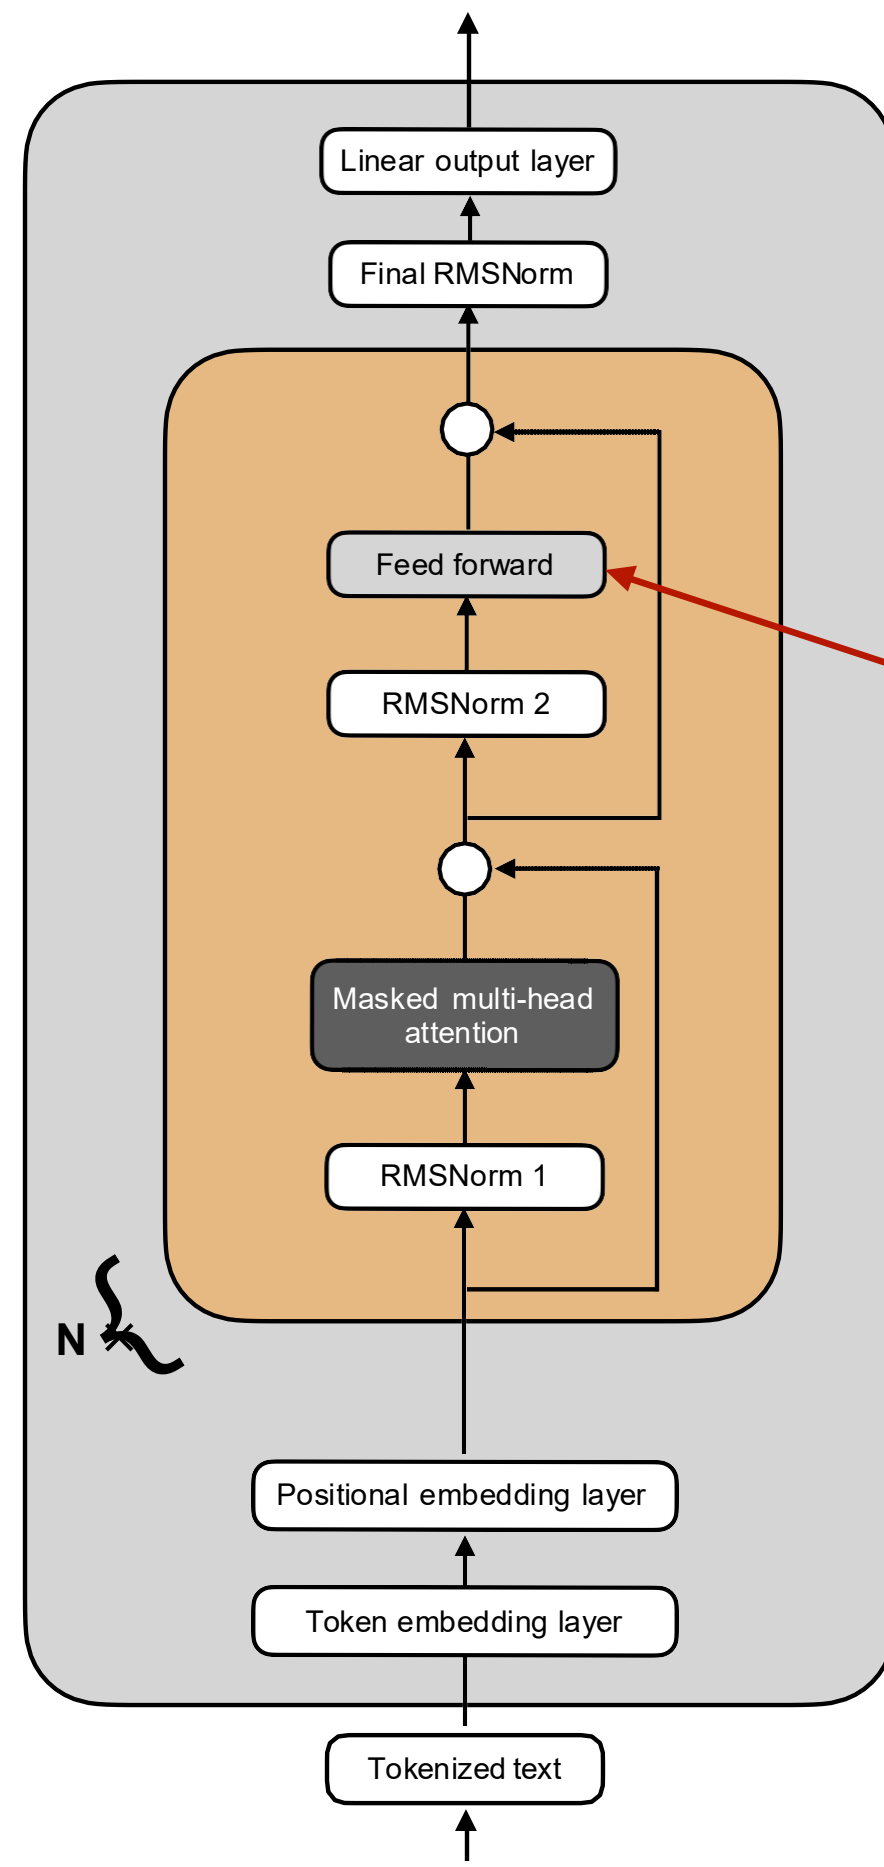 Linear output layer
Final RMSNorm
Feed forward
RMSNorm 2
Masked multi-head
attention
RMSNorm 1
N ×
Positional embedding layer
Token embedding layer
Tokenized text